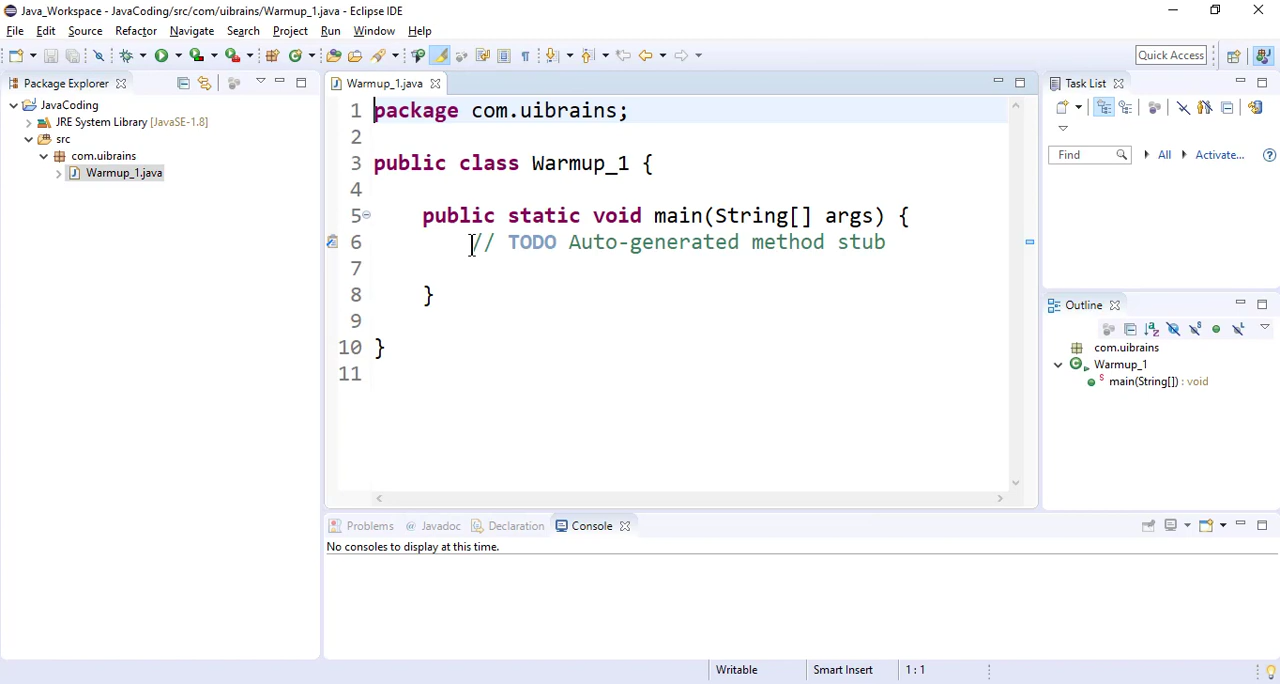 Java_Workspace - JavaCoding/src/com/uibrains/Warmup_1.java - Eclipse IDE
File Edit Source Refactor Navigate Search Project Run Window Help
Quick Access
Package Explorer
JavaCoding
JRE System Library [JavaSE-1.8]
src
com.uibrains
Warmup_1.java
Warmup_1.java
1 package com.uibrains;
2
3 public class Warmup_1 {
4
5 public static void main(String[] args) {
6 // TODO Auto-generated method stub
7
8 }
9
10 }
11
Task List
Find All Activate...
Outline
com.uibrains
Warmup_1
main(String[]) : void
Problems @ Javadoc Declaration Console
No consoles to display at this time.
Writable Smart Insert 1 : 1